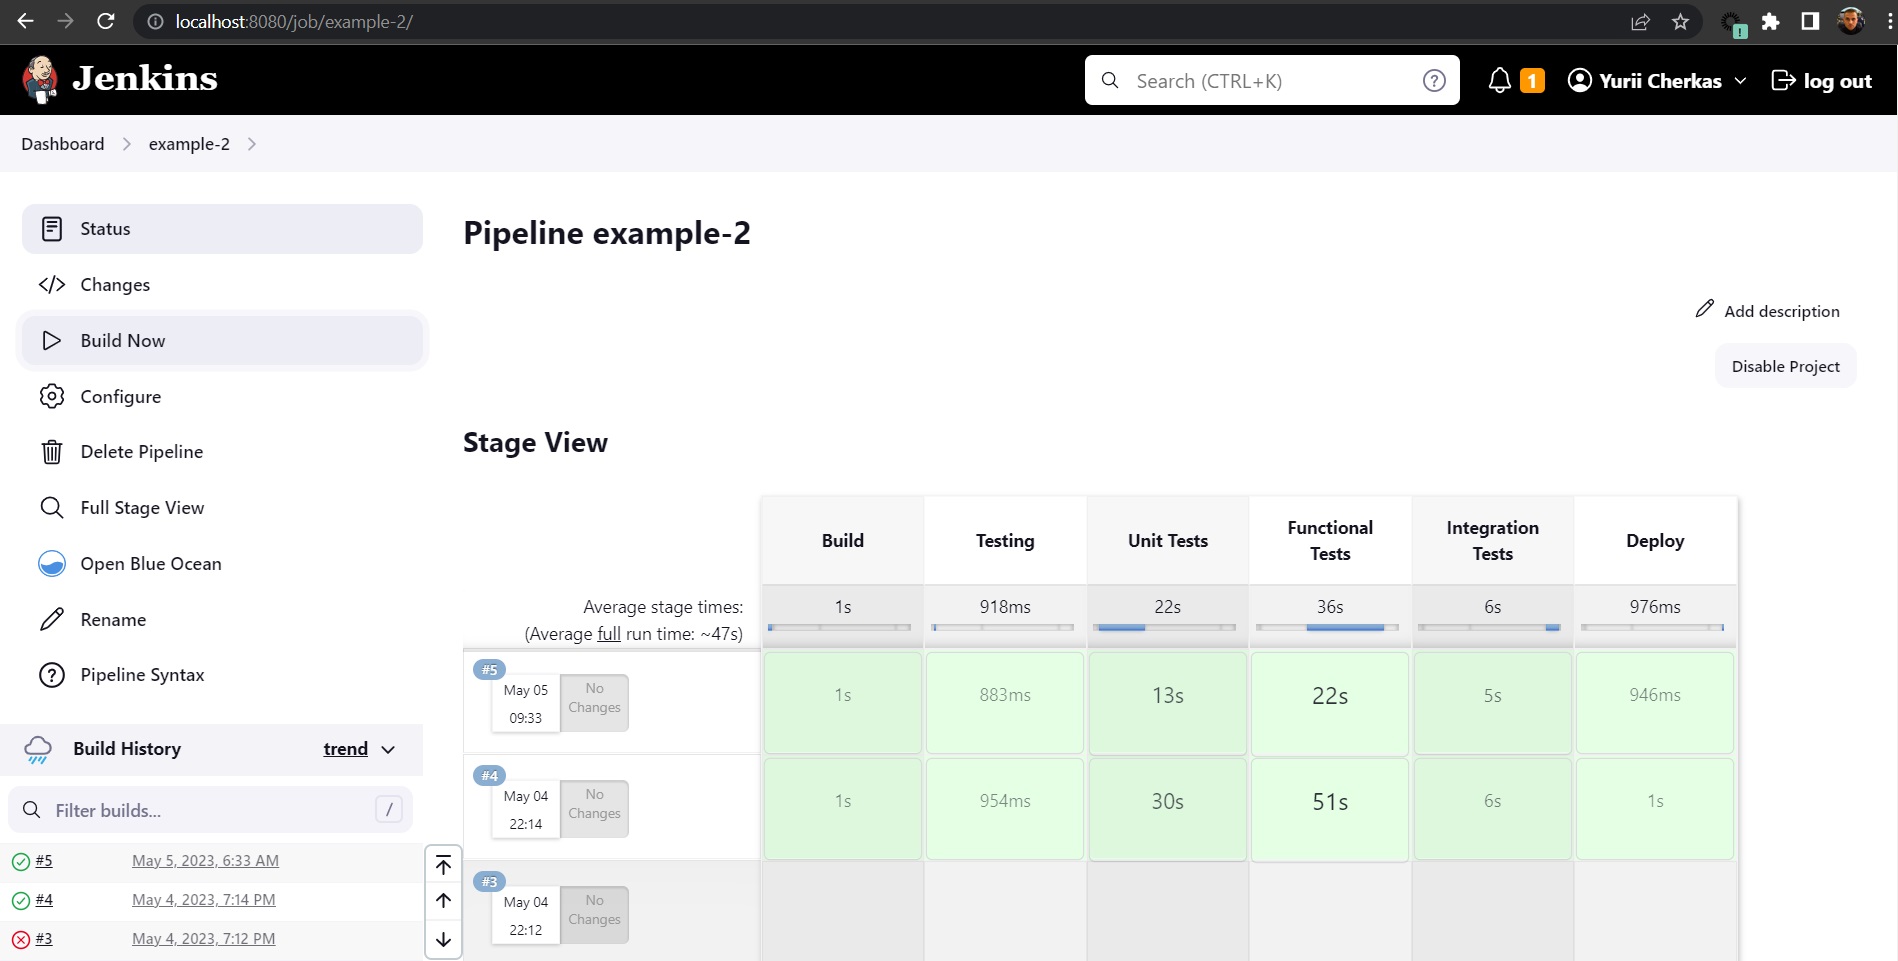 localhost:8080/job/example-2/
Jenkins
Search (CTRL+K)
1
Yurii Cherkas
log out
Dashboard
example-2
Status
Changes
Build Now
Configure
Delete Pipeline
Full Stage View
Open Blue Ocean
Rename
Pipeline Syntax
Build History
trend
Filter builds...
/
#5 May 5, 2023, 6:33 AM
#4 May 4, 2023, 7:14 PM
#3 May 4, 2023, 7:12 PM
Pipeline example-2
Add description
Disable Project
Stage View
Build Testing Unit Tests Functional Tests Integration Tests Deploy
Average stage times: 1s 918ms 22s 36s 6s 976ms
(Average full run time: ~47s)
#5
May 05
09:33
No
Changes
1s 883ms 13s 22s 5s 946ms
#4
May 04
22:14
No
Changes
1s 954ms 30s 51s 6s 1s
#3
May 04
22:12
No
Changes